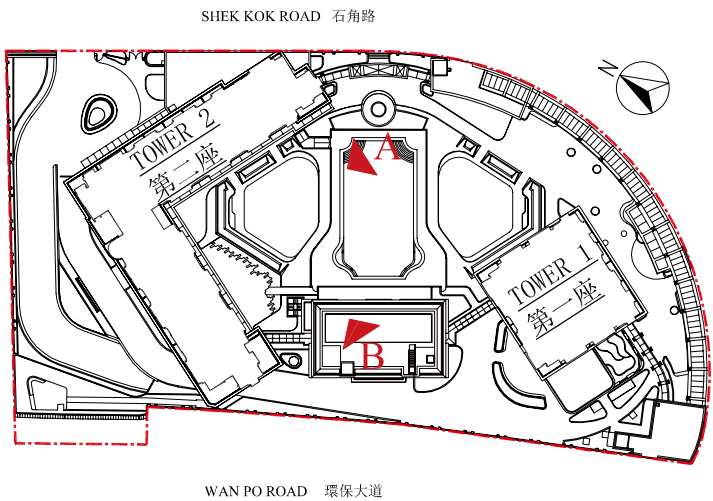 SHEK KOK ROAD 石角路
N
TOWER 2
第二座
A
TOWER 1
第一座
B
WAN PO ROAD 環保大道